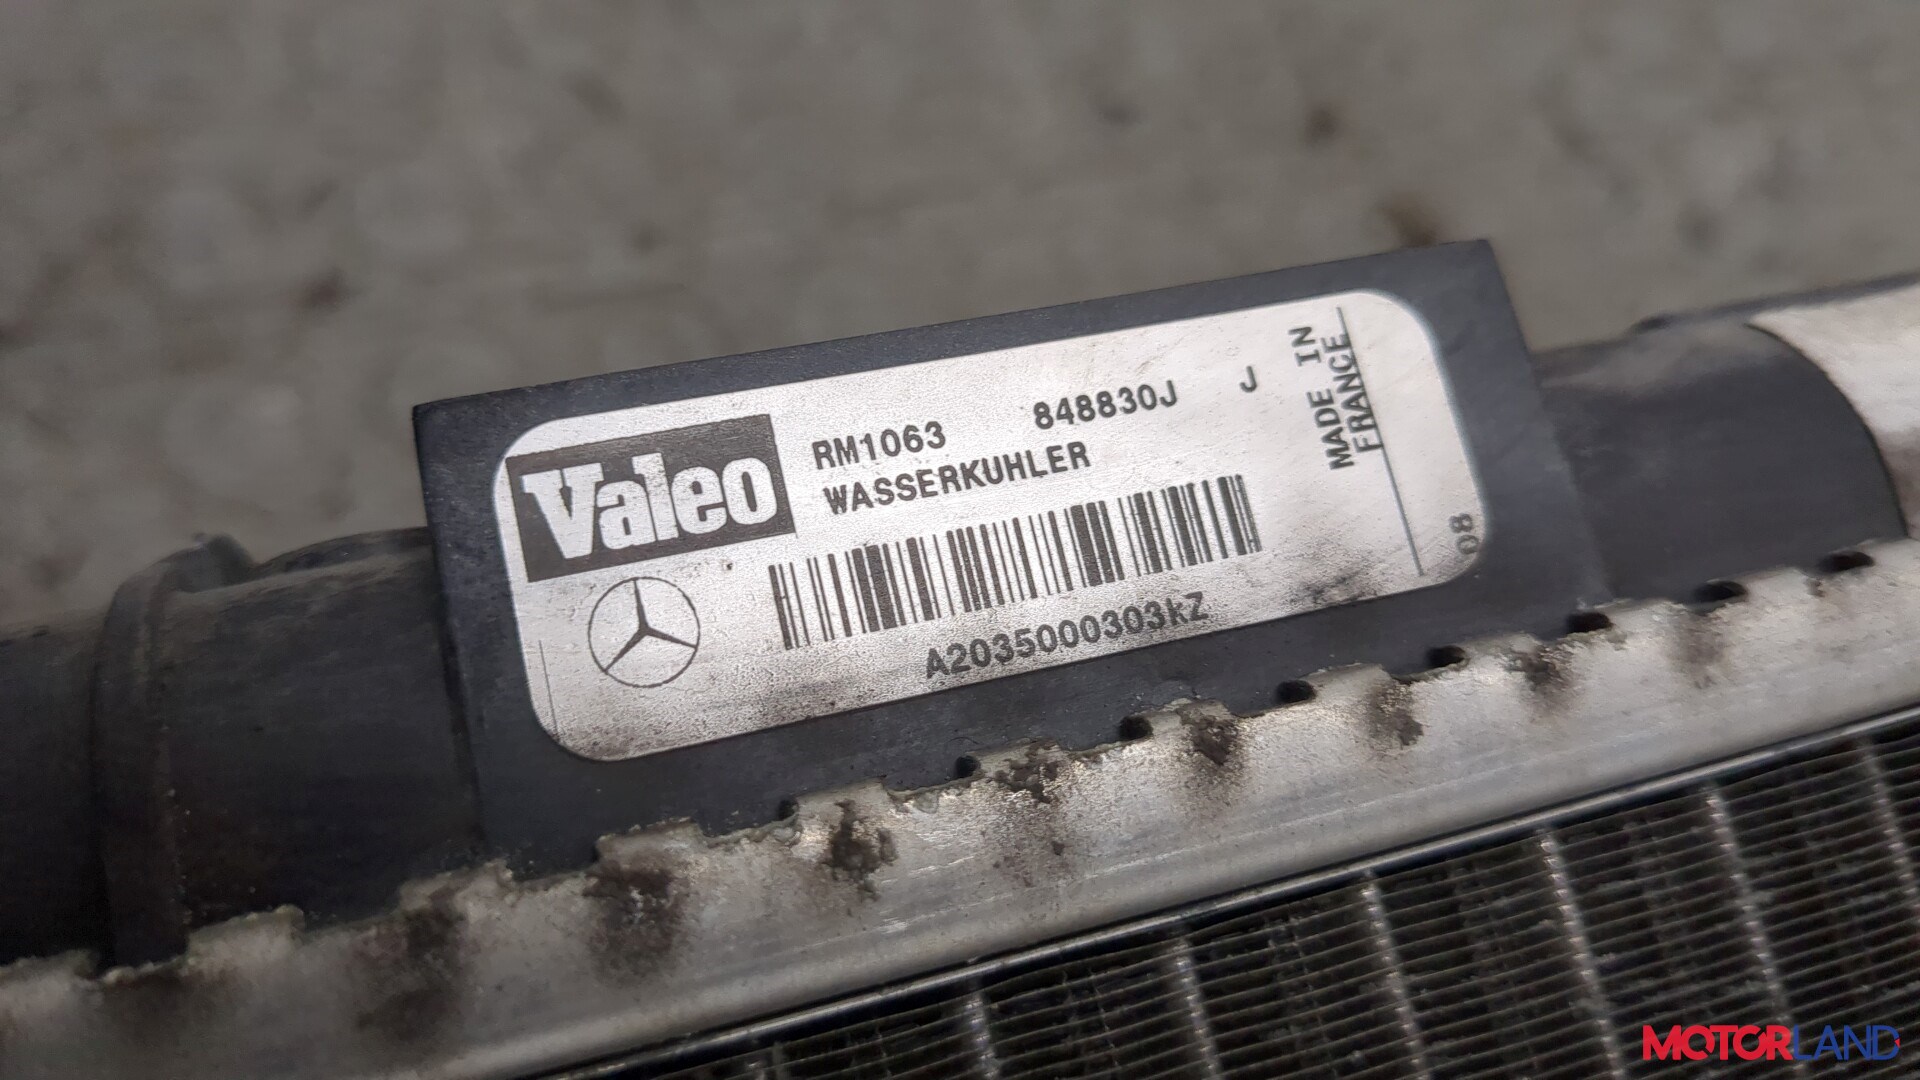 Valeo
RM1063 848830J J
WASSERKUHLER
A2035000303kZ
MADE IN
FRANCE
08
MOTORLAND